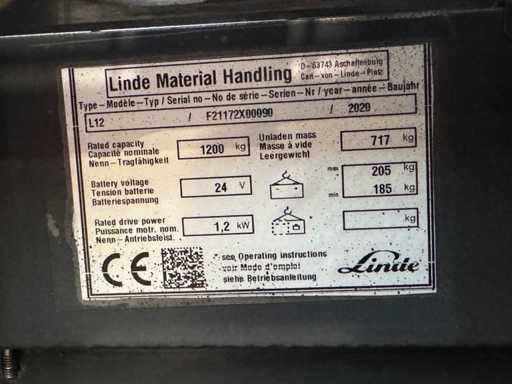 Linde Material Handling
D - 63743 Aschaffenburg
Carl - von - Linde - Platz
Type - Modèle - Typ / Serial no - No de série - Serien - Nr / year - année - Baujahr
L12 / F21172X00090 / 2020
Rated capacity
Capacité nominale
Nenn - Tragfähigkeit
1200 kg
Unladen mass
Masse à vide
Leergewicht
717 kg
Battery voltage
Tension batterie
Batteriespannung
24 V
max 205 kg
min 185 kg
Rated drive power
Puissance motr. nom.
Nenn - Antriebsleist.
1,2 kW
kg
CE
see Operating instructions
voir Mode d'emploi
siehe Betriebsanleitung
Linde